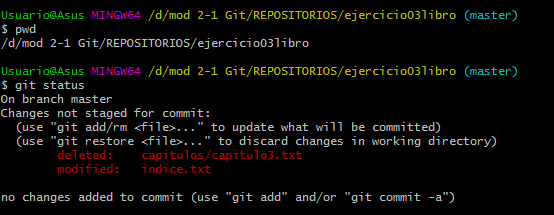 Usuario@Asus MINGW64 /d/mod 2-1 Git/REPOSITORIOS/ejercicio03libro (master)
$ pwd
/d/mod 2-1 Git/REPOSITORIOS/ejercicio03libro
Usuario@Asus MINGW64 /d/mod 2-1 Git/REPOSITORIOS/ejercicio03libro (master)
$ git status
On branch master
Changes not staged for commit:
  (use "git add/rm <file>..." to update what will be committed)
  (use "git restore <file>..." to discard changes in working directory)
        deleted:    capitulos/capitulo3.txt
        modified:   indice.txt
no changes added to commit (use "git add" and/or "git commit -a")